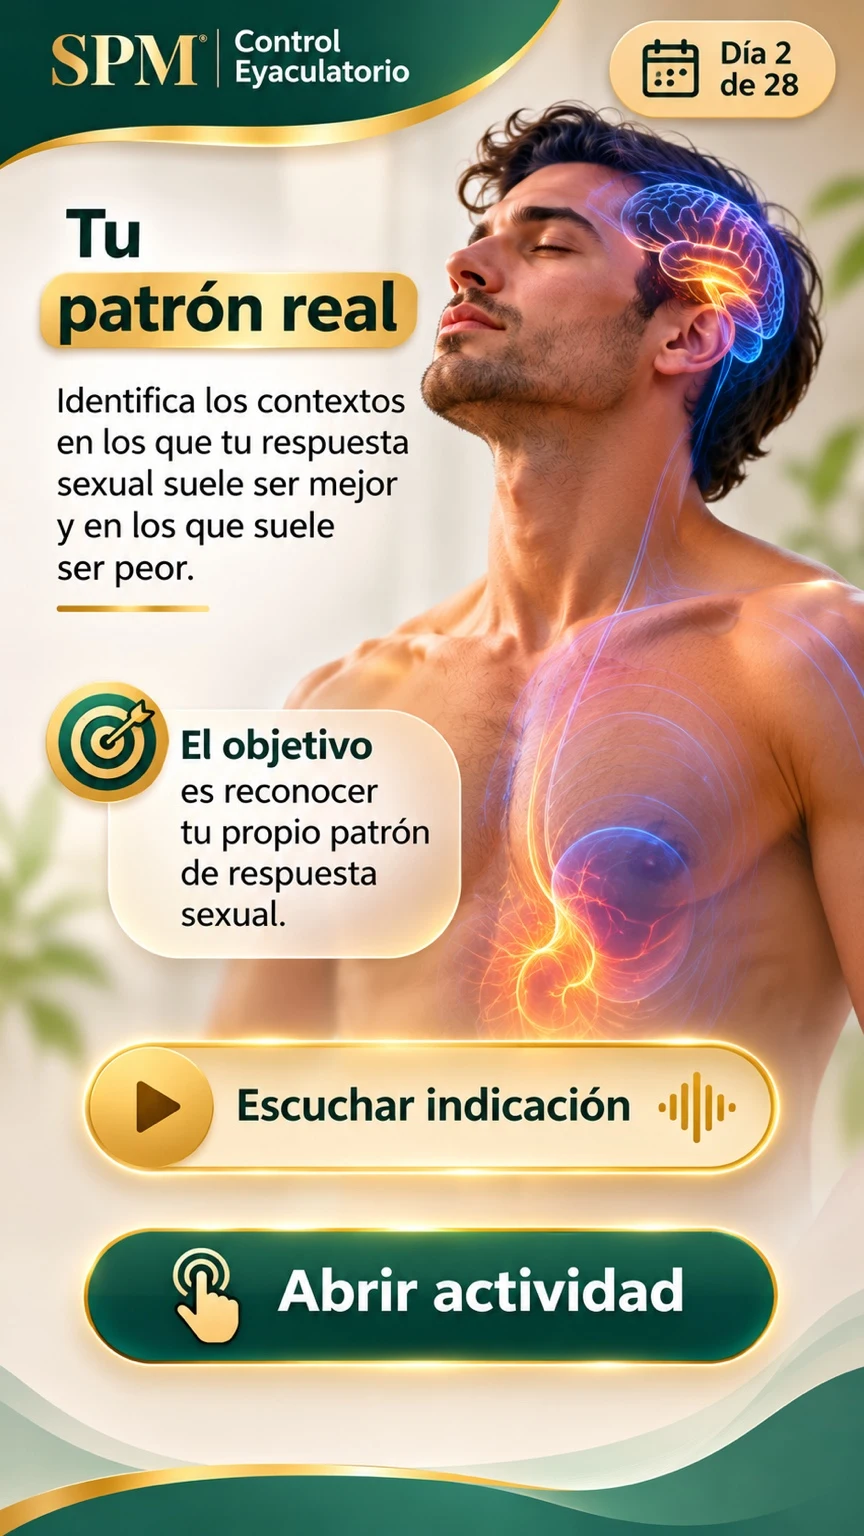 SPM®
Control
Eyaculatorio
Día 2
de 28
Tu
patrón real
Identifica los contextos
en los que tu respuesta
sexual suele ser mejor
y en los que suele
ser peor.
El objetivo
es reconocer
tu propio patrón
de respuesta
sexual.
Escuchar indicación
Abrir actividad